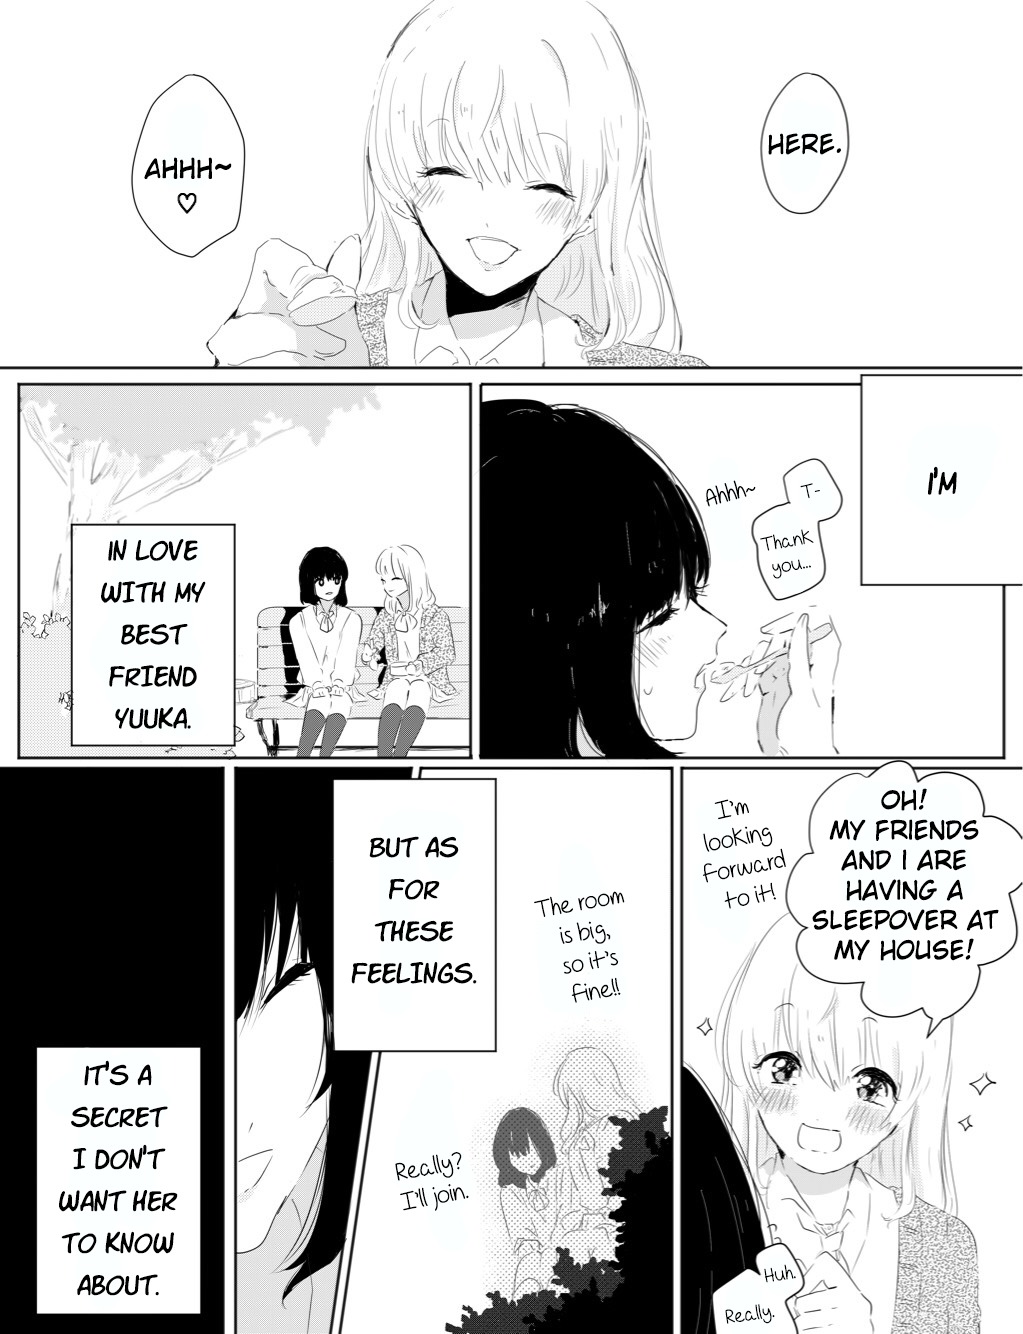 HERE.
AHHH~
♡
I'M
T-
Thank
you...
Ahhh~
IN LOVE
WITH MY
BEST
FRIEND
YUUKA.
OH!
MY FRIENDS
AND I ARE
HAVING A
SLEEPOVER AT
MY HOUSE!
I'm
looking
forward
to it!
Huh.
Really.
The room
is big,
so it's
fine!!
Really?
I'll join.
BUT AS
FOR
THESE
FEELINGS.
IT'S A
SECRET
I DON'T
WANT HER
TO KNOW
ABOUT.